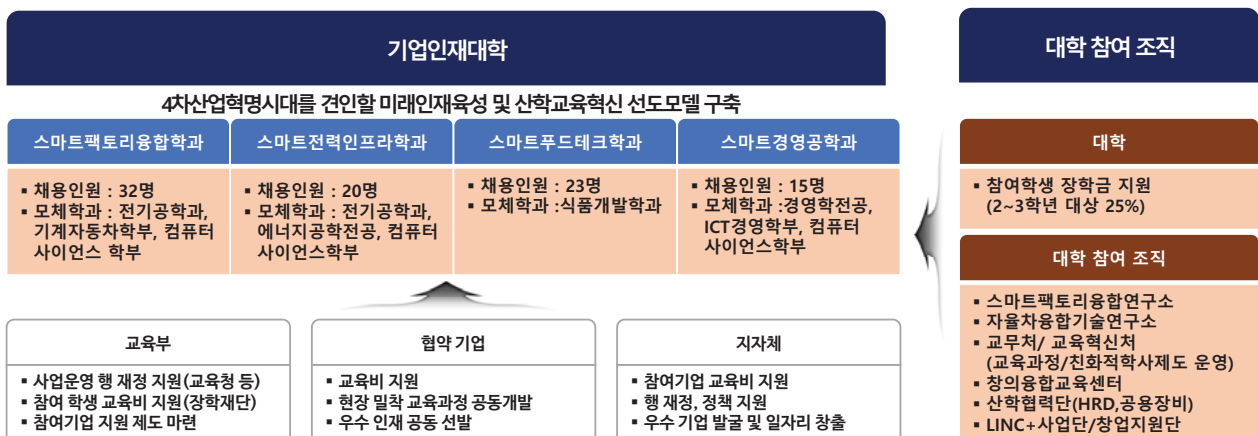 기업인재대학
4차산업혁명시대를 견인할 미래인재육성 및 산학교육혁신 선도모델 구축
스마트팩토리융합학과
▪ 채용인원 : 32명
▪ 모체학과 : 전기공학과,
기계자동차학부, 컴퓨터
사이언스 학부
스마트전력인프라학과
▪ 채용인원 : 20명
▪ 모체학과 : 전기공학과,
에너지공학전공, 컴퓨터
사이언스학부
스마트푸드테크학과
▪ 채용인원 : 23명
▪ 모체학과 :식품개발학과
스마트경영공학과
▪ 채용인원 : 15명
▪ 모체학과 :경영학전공,
ICT경영학부, 컴퓨터
사이언스학부
교육부
▪ 사업운영 행 재정 지원(교육청 등)
▪ 참여 학생 교육비 지원(장학재단)
▪ 참여기업 지원 제도 마련
협약 기업
▪ 교육비 지원
▪ 현장 밀착 교육과정 공동개발
▪ 우수 인재 공동 선발
지자체
▪ 참여기업 교육비 지원
▪ 행 재정, 정책 지원
▪ 우수 기업 발굴 및 일자리 창출
대학 참여 조직
대학
▪ 참여학생 장학금 지원
(2~3학년 대상 25%)
대학 참여 조직
▪ 스마트팩토리융합연구소
▪ 자율차융합기술연구소
▪ 교무처/ 교육혁신처
(교육과정/친화적학사제도 운영)
▪ 창의융합교육센터
▪ 산학협력단(HRD,공용장비)
▪ LINC+사업단/창업지원단